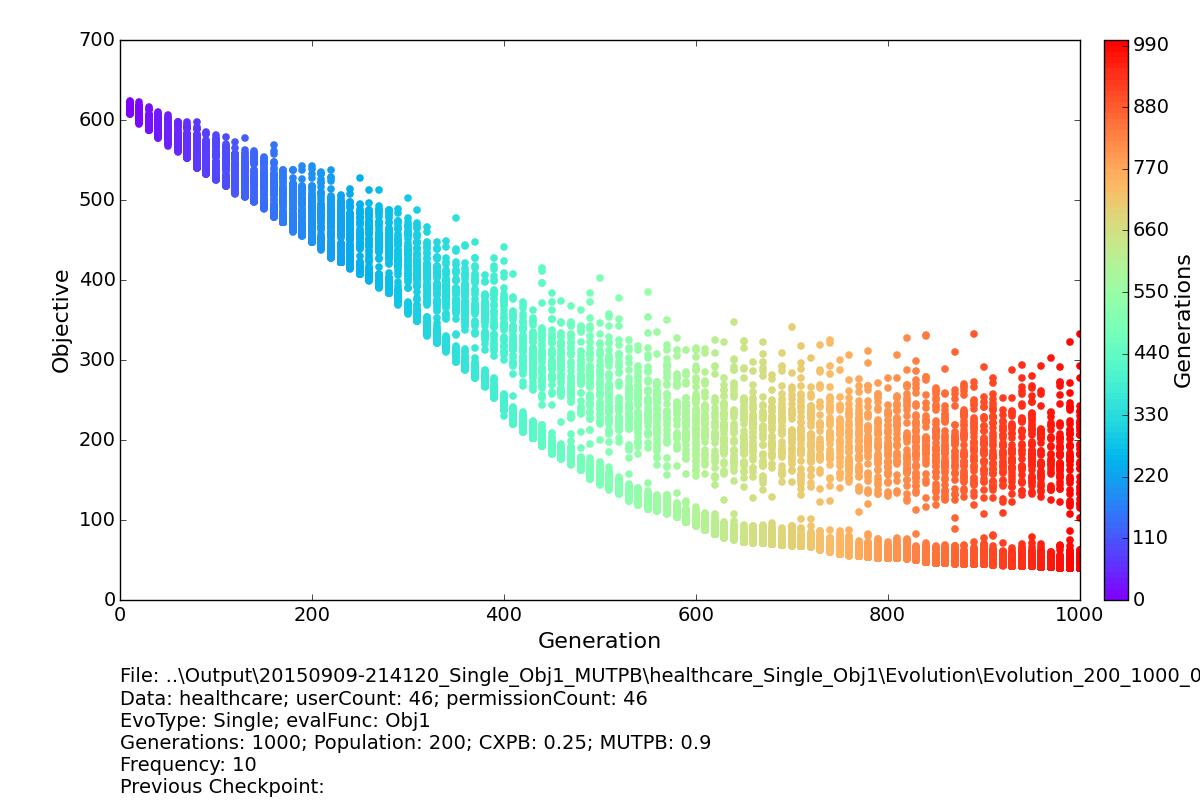 700
600
500
400
300
200
100
0
Objective
0 200 400 600 800 1000
Generation
990
880
770
660
550
440
330
220
110
0
Generations
File: ..\Output\20150909-214120_Single_Obj1_MUTPB\healthcare_Single_Obj1\Evolution\Evolution_200_1000_0
Data: healthcare; userCount: 46; permissionCount: 46
EvoType: Single; evalFunc: Obj1
Generations: 1000; Population: 200; CXPB: 0.25; MUTPB: 0.9
Frequency: 10
Previous Checkpoint: